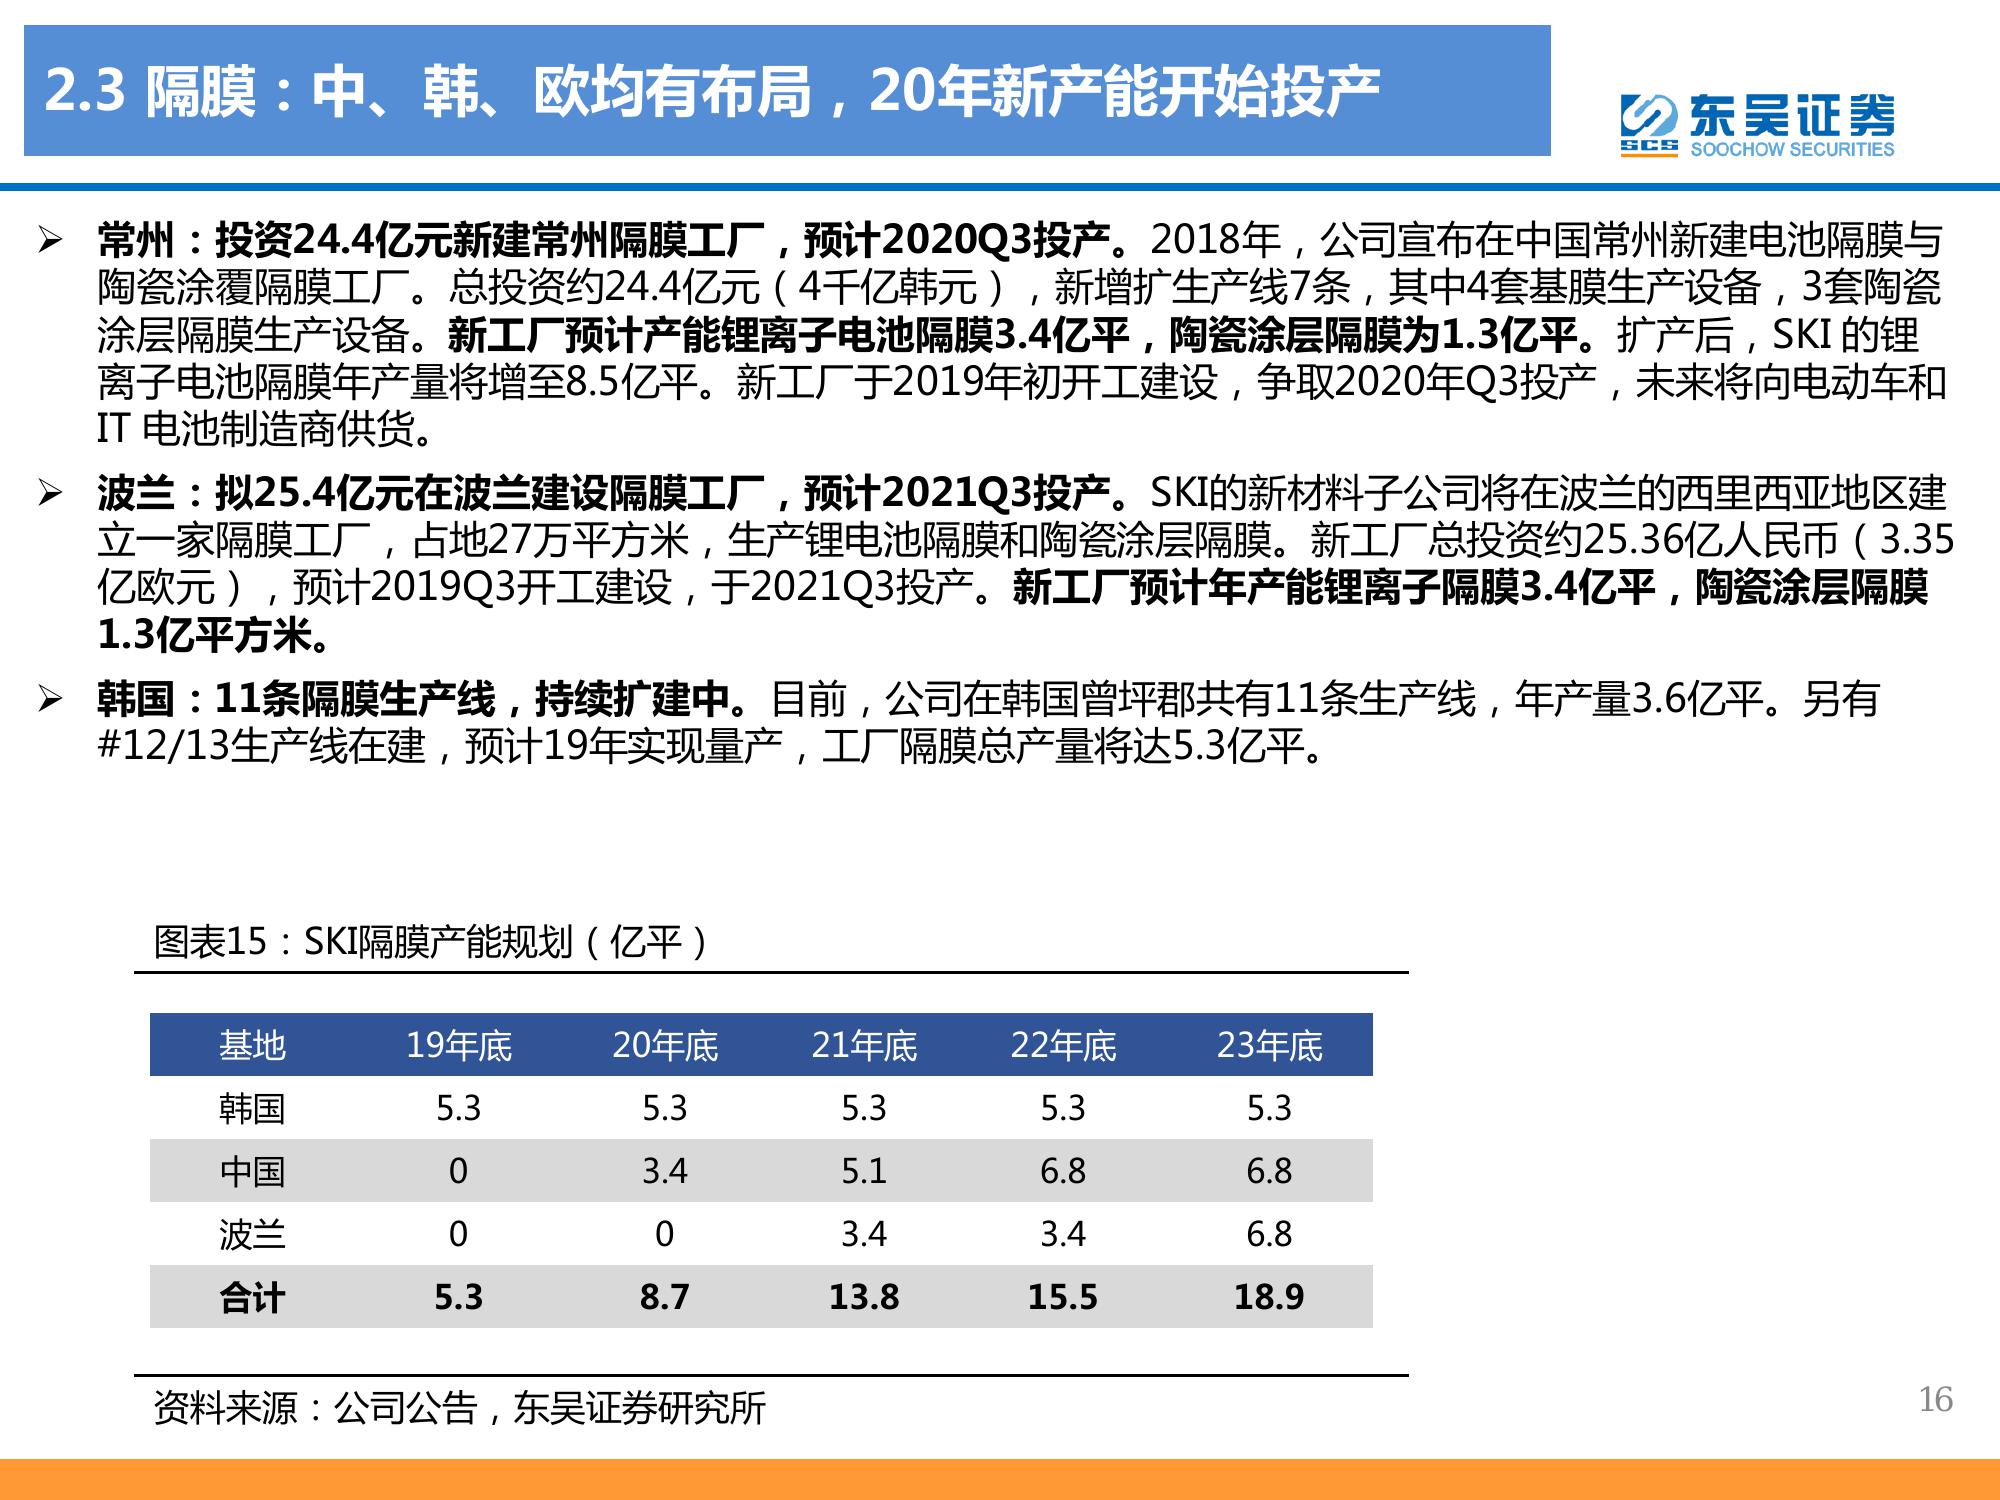 2.3 隔膜：中、韩、欧均有布局，20年新产能开始投产
东吴证券
SCS
SOOCHOW SECURITIES
➢ 常州：投资24.4亿元新建常州隔膜工厂，预计2020Q3投产。2018年，公司宣布在中国常州新建电池隔膜与
陶瓷涂覆隔膜工厂。总投资约24.4亿元（4千亿韩元），新增扩生产线7条，其中4套基膜生产设备，3套陶瓷
涂层隔膜生产设备。新工厂预计产能锂离子电池隔膜3.4亿平，陶瓷涂层隔膜为1.3亿平。扩产后，SKI 的锂
离子电池隔膜年产量将增至8.5亿平。新工厂于2019年初开工建设，争取2020年Q3投产，未来将向电动车和
IT 电池制造商供货。
➢ 波兰：拟25.4亿元在波兰建设隔膜工厂，预计2021Q3投产。SKI的新材料子公司将在波兰的西里西亚地区建
立一家隔膜工厂，占地27万平方米，生产锂电池隔膜和陶瓷涂层隔膜。新工厂总投资约25.36亿人民币（3.35
亿欧元），预计2019Q3开工建设，于2021Q3投产。新工厂预计年产能锂离子隔膜3.4亿平，陶瓷涂层隔膜
1.3亿平方米。
➢ 韩国：11条隔膜生产线，持续扩建中。目前，公司在韩国曾坪郡共有11条生产线，年产量3.6亿平。另有
#12/13生产线在建，预计19年实现量产，工厂隔膜总产量将达5.3亿平。
图表15：SKI隔膜产能规划（亿平）
基地 19年底 20年底 21年底 22年底 23年底
韩国 5.3 5.3 5.3 5.3 5.3
中国 0 3.4 5.1 6.8 6.8
波兰 0 0 3.4 3.4 6.8
合计 5.3 8.7 13.8 15.5 18.9
资料来源：公司公告，东吴证券研究所
16